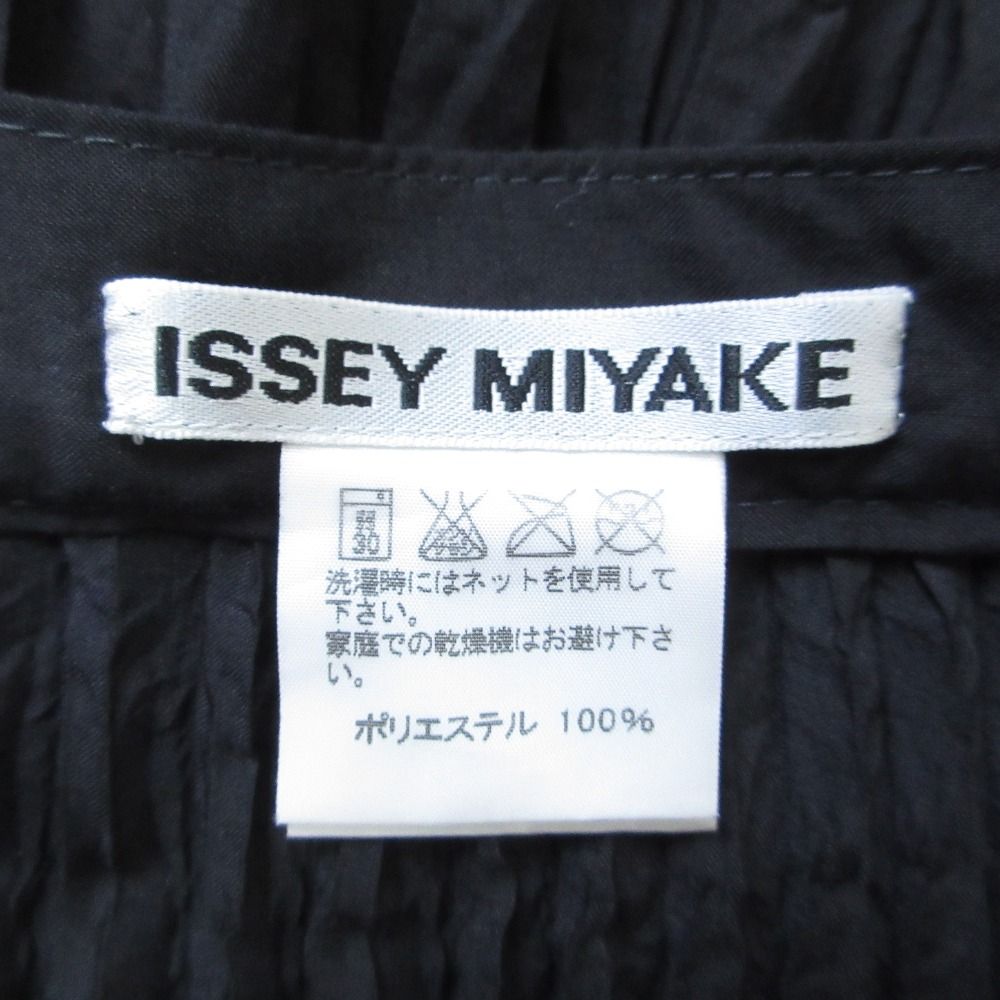 ISSEY MIYAKE
弱
30
洗濯時にはネットを使用して
下さい。
家庭での乾燥機はお避け下さ
い。
ポリエステル 100%